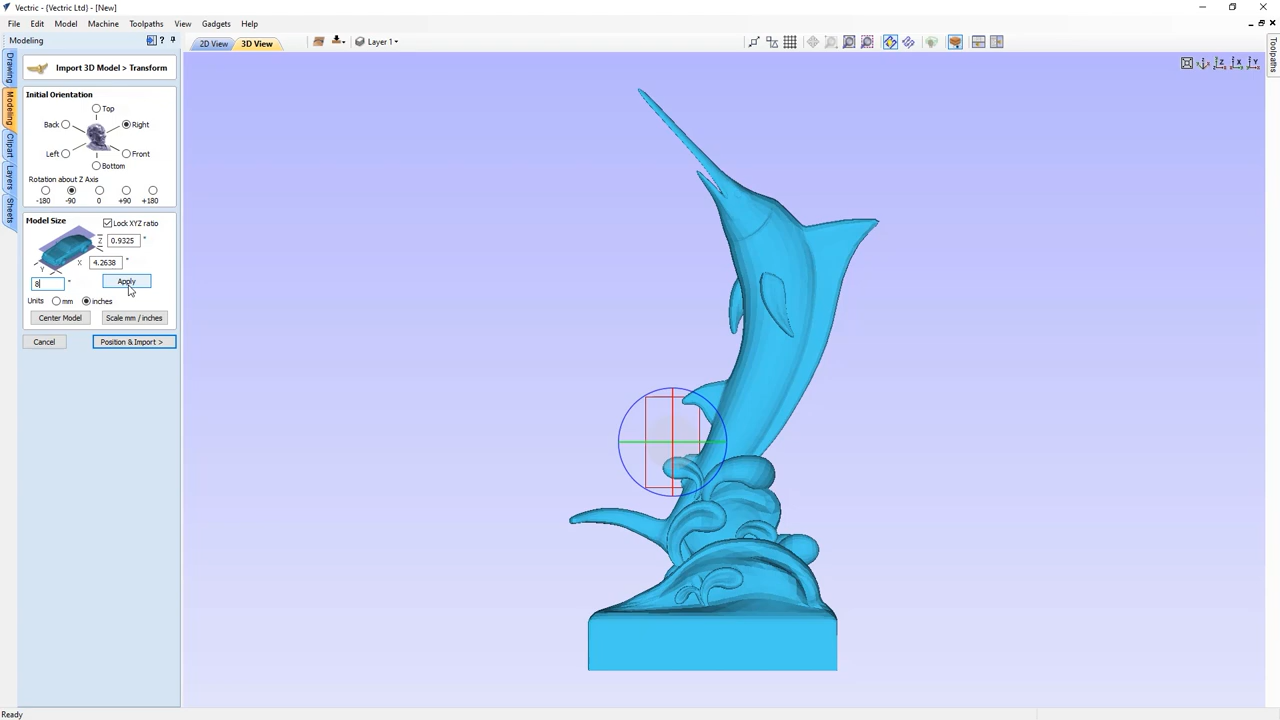 Vectric - {Vectric Ltd} - [New]
File Edit Model Machine Toolpaths View Gadgets Help
Modeling
2D View 3D View Layer 1
Import 3D Model > Transform
Initial Orientation
Top
Back Right
Left Front
Bottom
Rotation about Z Axis
-180 -90 0 +90 +180
Model Size
Lock XYZ ratio
Z 0.9325 "
X 4.2638 "
Y
8 " Apply
Units mm inches
Center Model Scale mm / inches
Cancel Position & Import >
Drawing
Modeling
Clipart
Layers
Sheets
Toolpaths
Z X Y
Ready